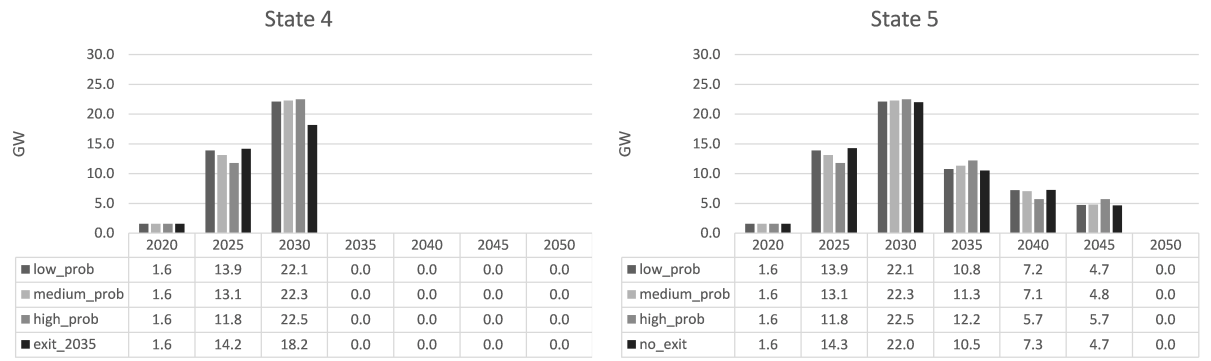 State 4
30.0
25.0
20.0
15.0
10.0
5.0
0.0
GW
2020 2025 2030 2035 2040 2045 2050
low_prob 1.6 13.9 22.1 0.0 0.0 0.0 0.0
medium_prob 1.6 13.1 22.3 0.0 0.0 0.0 0.0
high_prob 1.6 11.8 22.5 0.0 0.0 0.0 0.0
exit_2035 1.6 14.2 18.2 0.0 0.0 0.0 0.0
State 5
30.0
25.0
20.0
15.0
10.0
5.0
0.0
GW
2020 2025 2030 2035 2040 2045 2050
low_prob 1.6 13.9 22.1 10.8 7.2 4.7 0.0
medium_prob 1.6 13.1 22.3 11.3 7.1 4.8 0.0
high_prob 1.6 11.8 22.5 12.2 5.7 5.7 0.0
no_exit 1.6 14.3 22.0 10.5 7.3 4.7 0.0